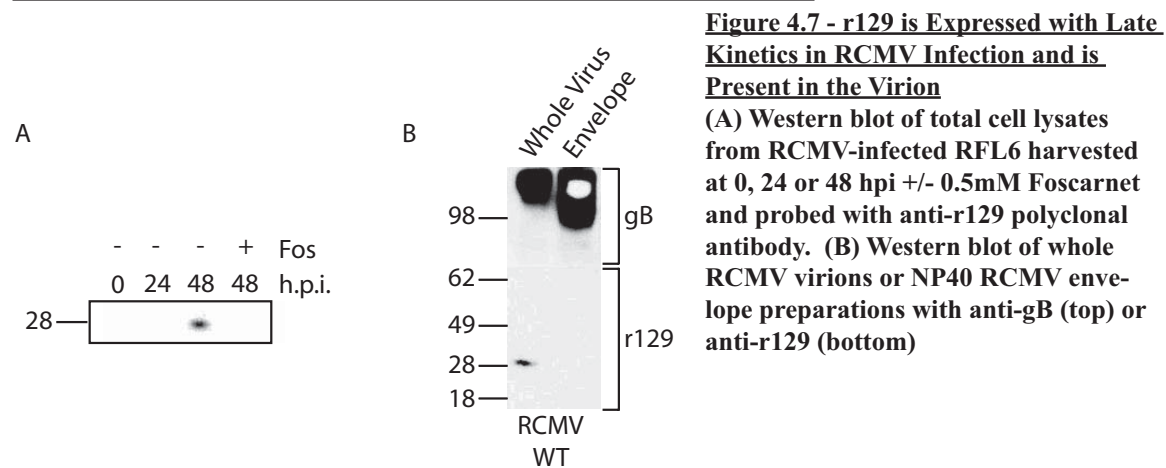 A
- - - + Fos
0 24 48 48 h.p.i.
28
B
Whole Virus
Envelope
98
gB
62
49
28
18
r129
RCMV
WT
Figure 4.7 - r129 is Expressed with Late
Kinetics in RCMV Infection and is
Present in the Virion
(A) Western blot of total cell lysates
from RCMV-infected RFL6 harvested
at 0, 24 or 48 hpi +/- 0.5mM Foscarnet
and probed with anti-r129 polyclonal
antibody. (B) Western blot of whole
RCMV virions or NP40 RCMV enve-
lope preparations with anti-gB (top) or
anti-r129 (bottom)